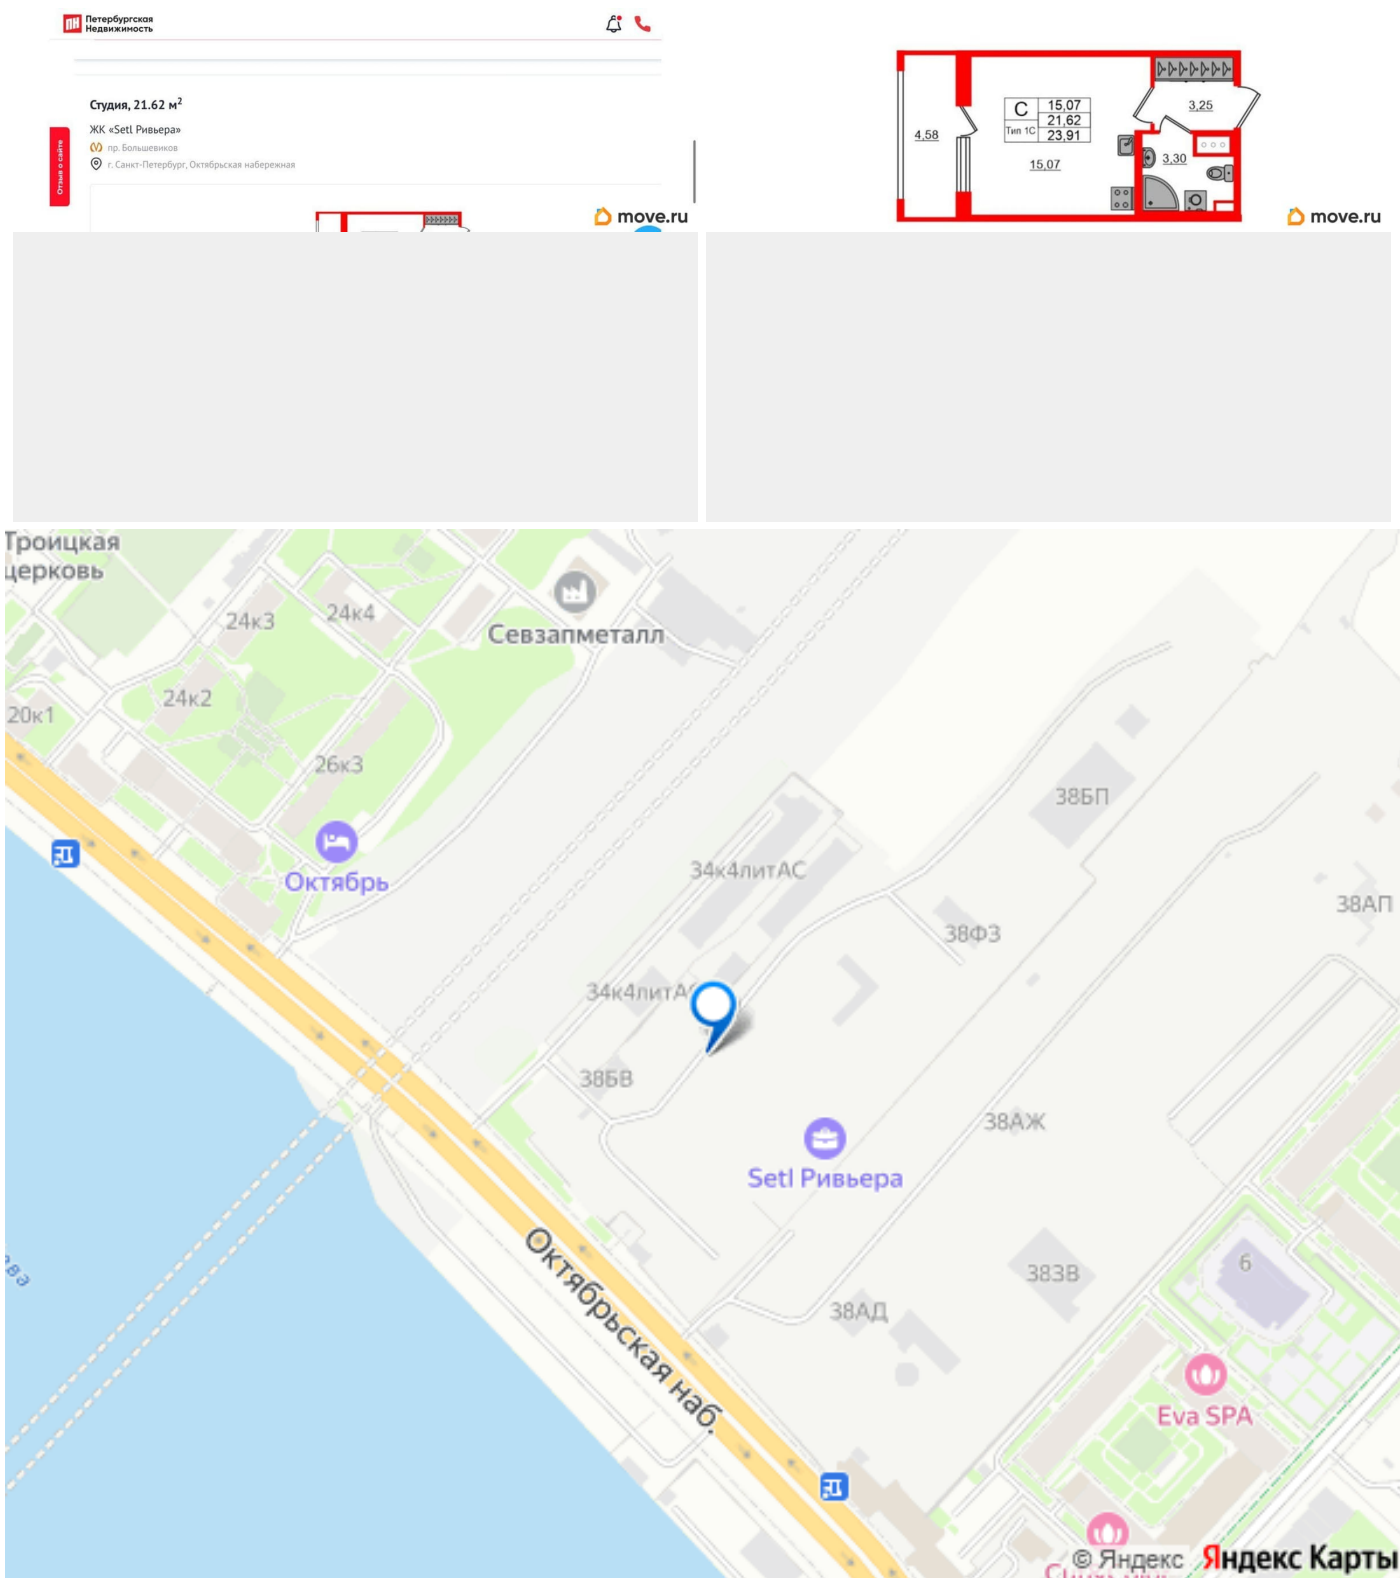 Петербургская
Недвижимость
Студия, 21.62 м²
ЖК «Setl Ривьера»
пр. Большевиков
г. Санкт-Петербург, Октябрьская набережная
Отзыв о сайте
move.ru
4,58
С 15,07
21,62
Тип 1С 23,91
15,07
3,25
3,30
move.ru
Троицкая
церковь
24к3
24к4
Севзапметалл
24к2
20к1
26к3
Октябрь
38БП
34к4литАС
38АП
38ФЗ
34к4литА
38БВ
38АЖ
Setl Ривьера
6
Октябрьская наб.
38ЗВ
38АД
Eva SPA
© Яндекс Яндекс Карты